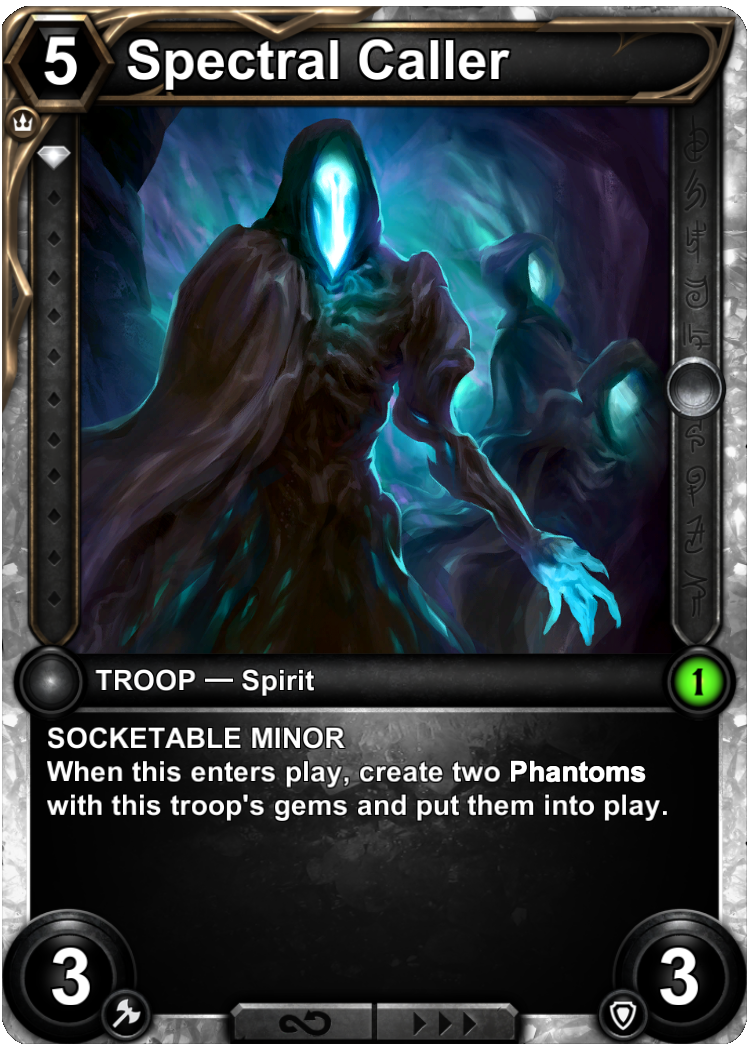 5
Spectral Caller
TROOP — Spirit
1
SOCKETABLE MINOR
When this enters play, create two Phantoms
with this troop's gems and put them into play.
3
3